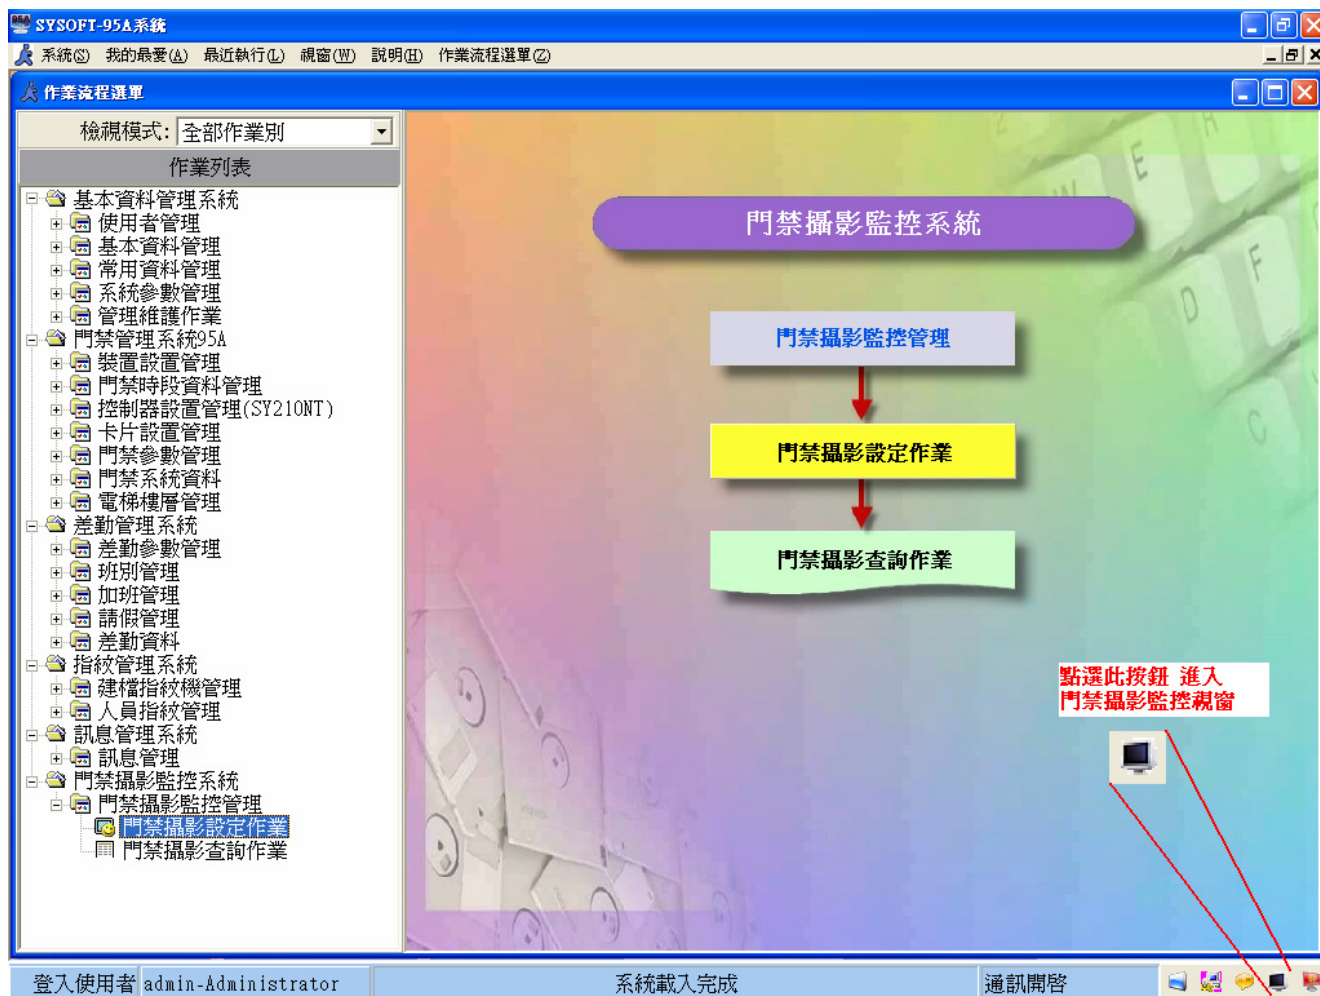 SYSOFT-95A系統
系統(S) 我的最愛(A) 最近執行(L) 視窗(W) 說明(H) 作業流程選單(Z)
作業流程選單
檢視模式: 全部作業別
作業列表
基本資料管理系統
使用者管理
基本資料管理
常用資料管理
系統參數管理
管理維護作業
門禁管理系統95A
裝置設置管理
門禁時段資料管理
控制器設置管理(SY210NT)
卡片設置管理
門禁參數管理
門禁系統資料
電梯樓層管理
差勤管理系統
差勤參數管理
班別管理
加班管理
請假管理
差勤資料
指紋管理系統
建檔指紋機管理
人員指紋管理
訊息管理系統
訊息管理
門禁攝影監控系統
門禁攝影監控管理
門禁攝影設定作業
門禁攝影查詢作業
門禁攝影監控系統
門禁攝影監控管理
門禁攝影設定作業
門禁攝影查詢作業
點選此按鈕 進入
門禁攝影監控視窗
登入使用者 admin-Administrator 系統載入完成 通訊開啓